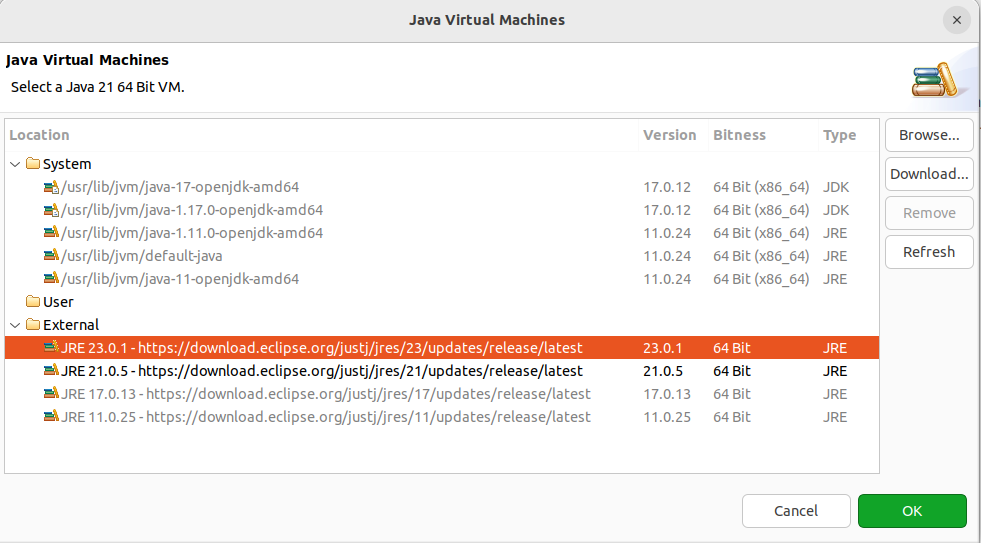 Java Virtual Machines
Java Virtual Machines
Select a Java 21 64 Bit VM.
Location Version Bitness Type
System
/usr/lib/jvm/java-17-openjdk-amd64 17.0.12 64 Bit (x86_64) JDK
/usr/lib/jvm/java-1.17.0-openjdk-amd64 17.0.12 64 Bit (x86_64) JDK
/usr/lib/jvm/java-1.11.0-openjdk-amd64 11.0.24 64 Bit (x86_64) JRE
/usr/lib/jvm/default-java 11.0.24 64 Bit (x86_64) JRE
/usr/lib/jvm/java-11-openjdk-amd64 11.0.24 64 Bit (x86_64) JRE
User
External
JRE 23.0.1 - https://download.eclipse.org/justj/jres/23/updates/release/latest 23.0.1 64 Bit JRE
JRE 21.0.5 - https://download.eclipse.org/justj/jres/21/updates/release/latest 21.0.5 64 Bit JRE
JRE 17.0.13 - https://download.eclipse.org/justj/jres/17/updates/release/latest 17.0.13 64 Bit JRE
JRE 11.0.25 - https://download.eclipse.org/justj/jres/11/updates/release/latest 11.0.25 64 Bit JRE
Browse...
Download...
Remove
Refresh
Cancel OK